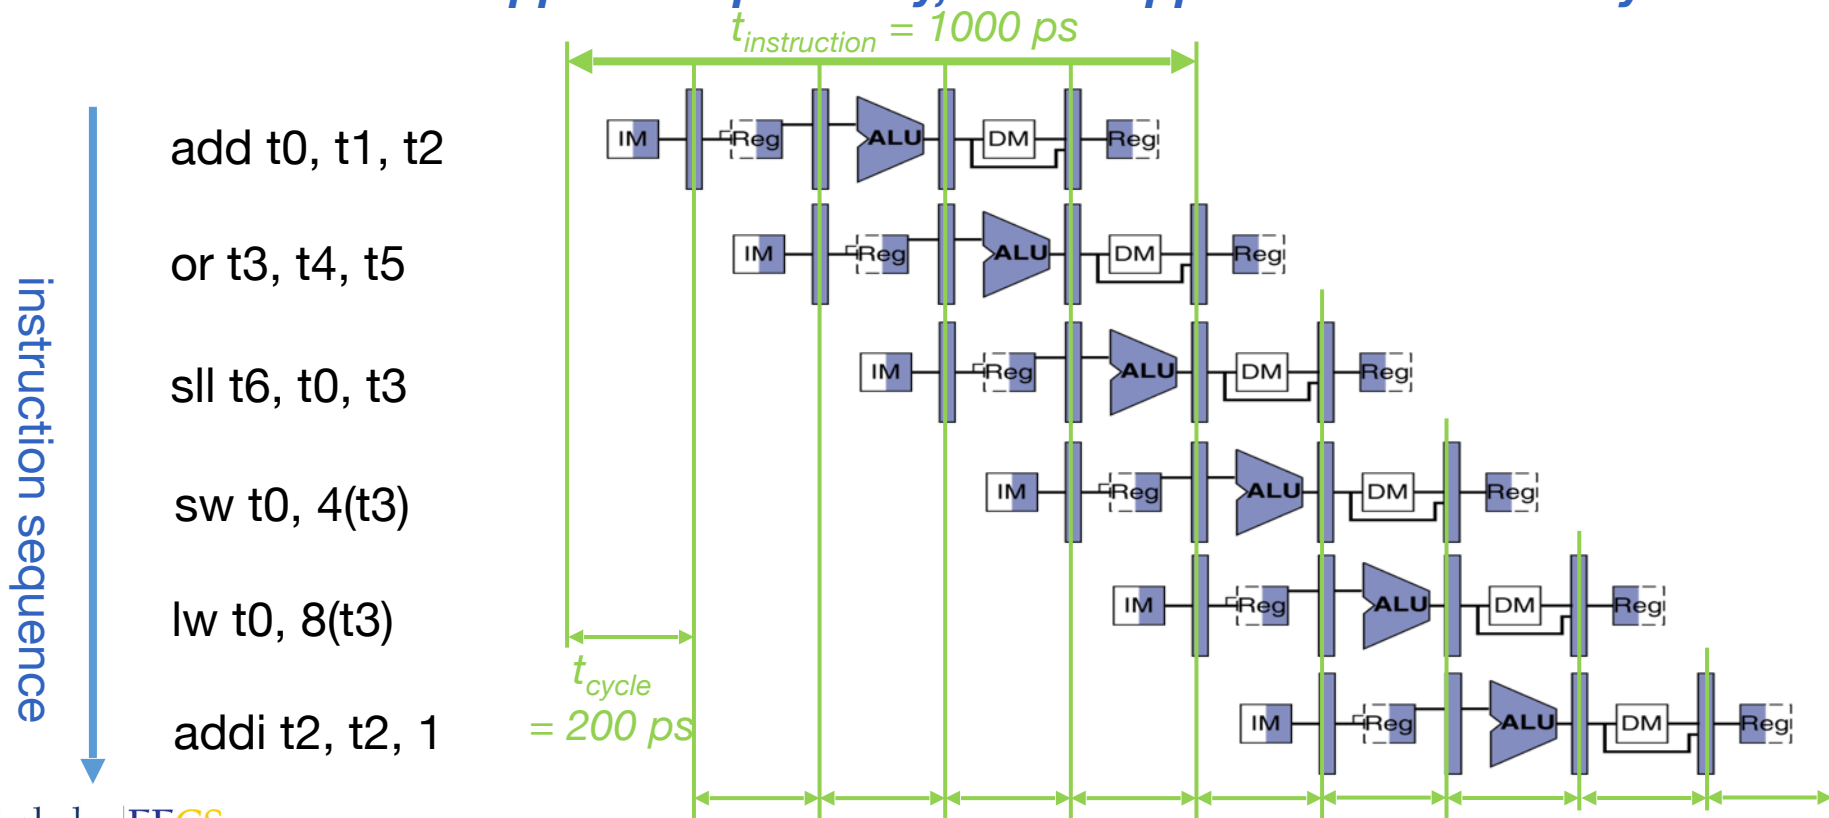 t_instruction = 1000 ps
instruction sequence
add t0, t1, t2
IM Reg ALU DM Reg
or t3, t4, t5
IM Reg ALU DM Reg
sll t6, t0, t3
IM Reg ALU DM Reg
sw t0, 4(t3)
IM Reg ALU DM Reg
lw t0, 8(t3)
IM Reg ALU DM Reg
t_cycle
= 200 ps
addi t2, t2, 1
IM Reg ALU DM Reg